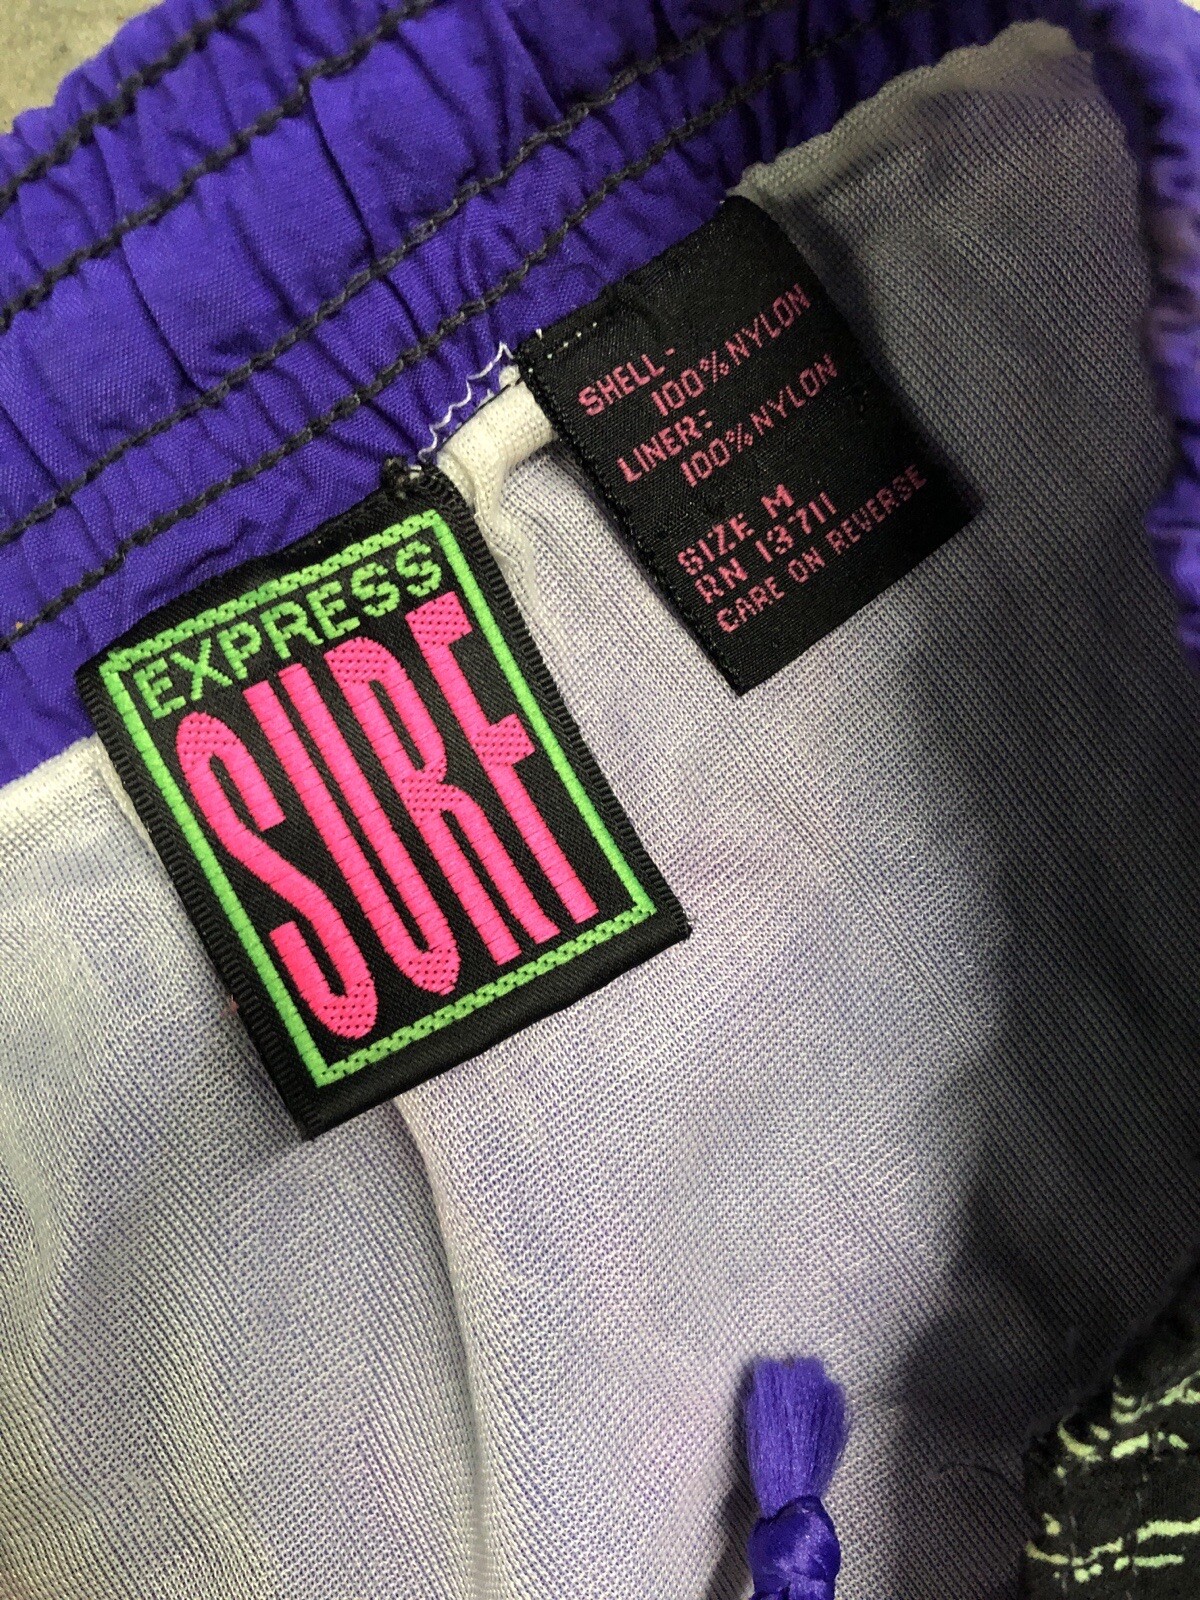 EXPRESS
SURF
SHELL-
100% NYLON
LINER:
100% NYLON
SIZE M
RN 13711
CARE ON REVERSE